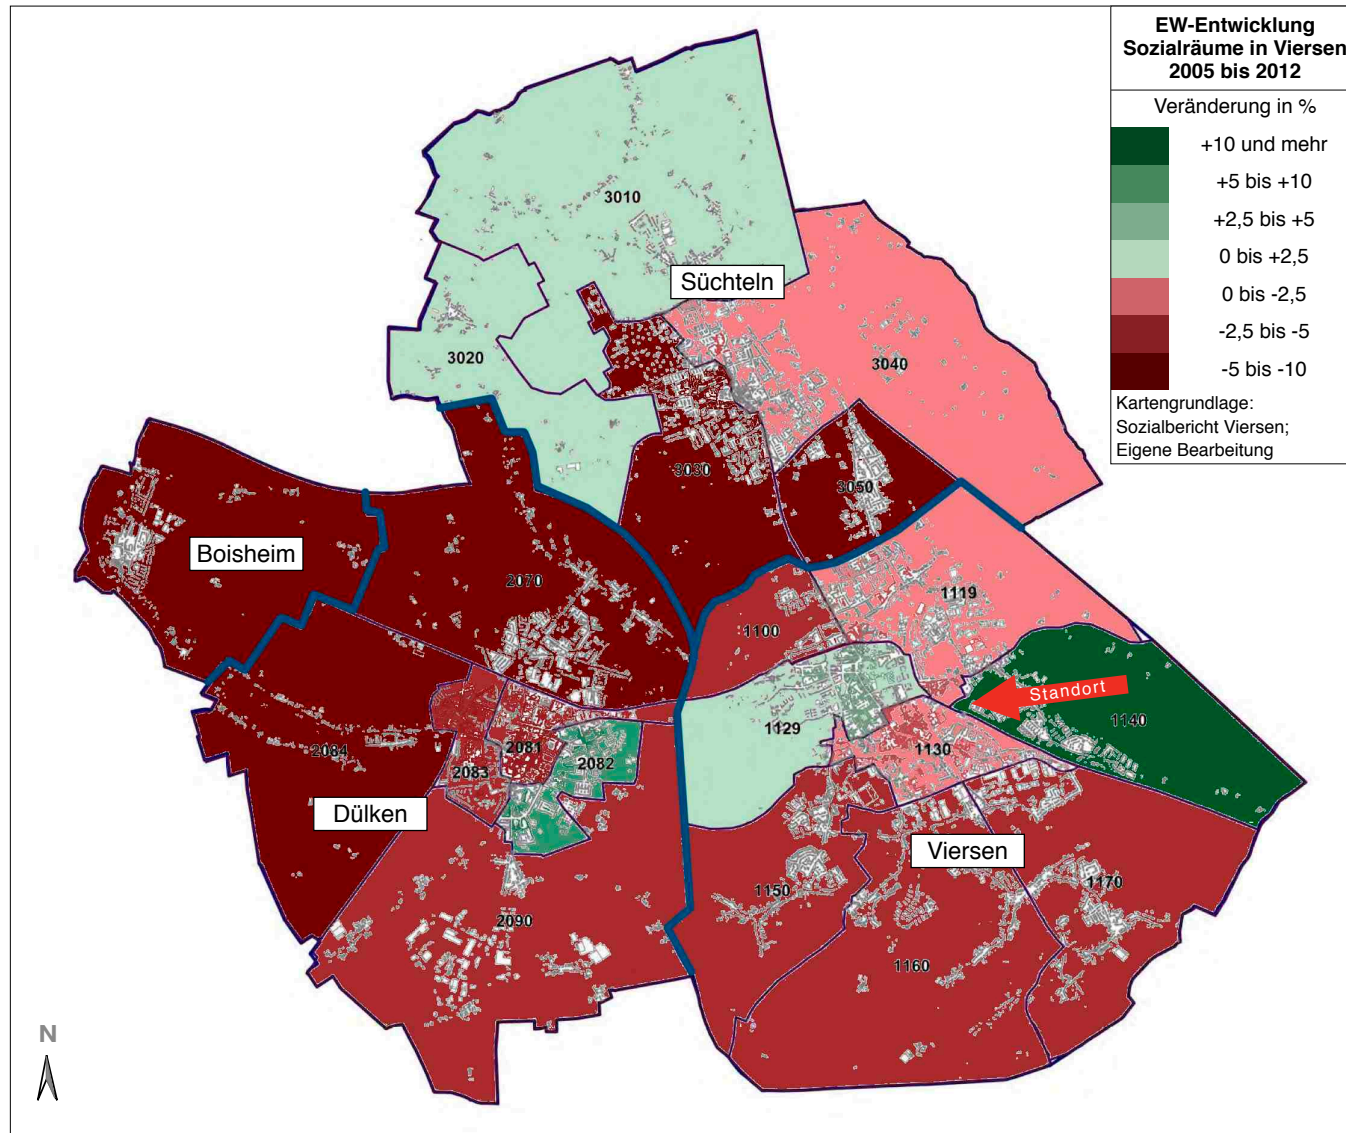 EW-Entwicklung
Sozialräume in Viersen
2005 bis 2012
Veränderung in %
+10 und mehr
+5 bis +10
+2,5 bis +5
0 bis +2,5
0 bis -2,5
-2,5 bis -5
-5 bis -10
Kartengrundlage:
Sozialbericht Viersen;
Eigene Bearbeitung
3010
Süchteln
3020
3040
3030
3050
Boisheim
2070
1100
1119
Standort
1140
1129
1130
2084
2081
2082
2083
Dülken
Viersen
1150
1170
2090
1160
N